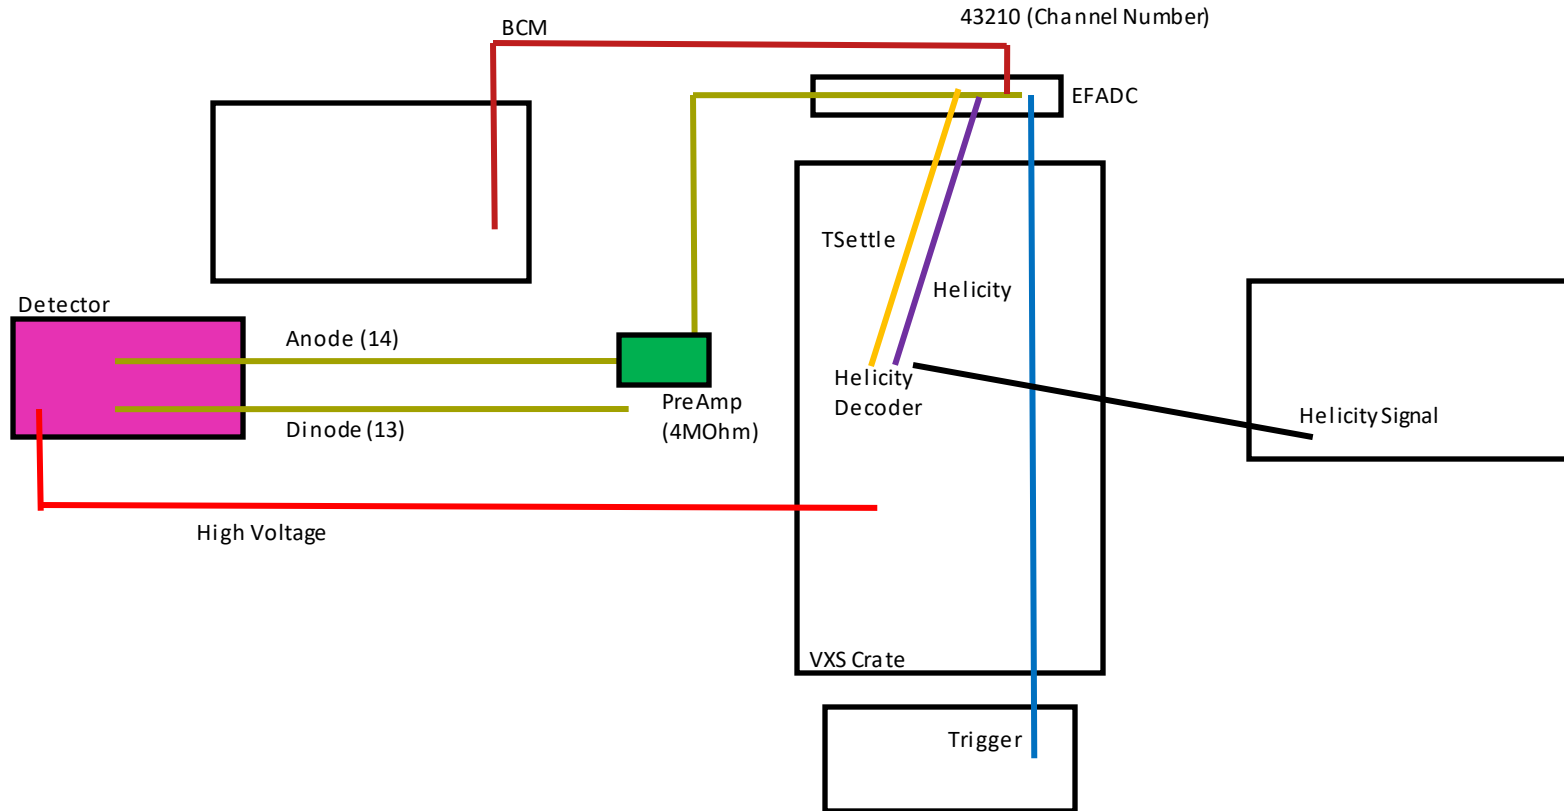 43210 (Channel Number)
BCM
EFADC
TSettle
Helicity
Detector
Anode (14)
Helicity
Decoder
PreAmp
(4MOhm)
Dinode (13)
Helicity Signal
High Voltage
VXS Crate
Trigger